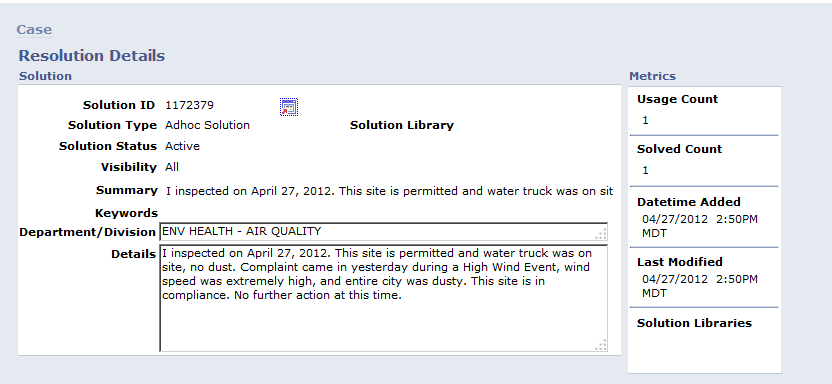 Case
Resolution Details
Solution
Solution ID 1172379
Solution Type Adhoc Solution Solution Library
Solution Status Active
Visibility All
Summary I inspected on April 27, 2012. This site is permitted and water truck was on sit
Keywords
Department/Division ENV HEALTH - AIR QUALITY
Details I inspected on April 27, 2012. This site is permitted and water truck was on
site, no dust. Complaint came in yesterday during a High Wind Event, wind
speed was extremely high, and entire city was dusty. This site is in
compliance. No further action at this time.
Metrics
Usage Count
1
Solved Count
1
Datetime Added
04/27/2012 2:50PM
MDT
Last Modified
04/27/2012 2:50PM
MDT
Solution Libraries